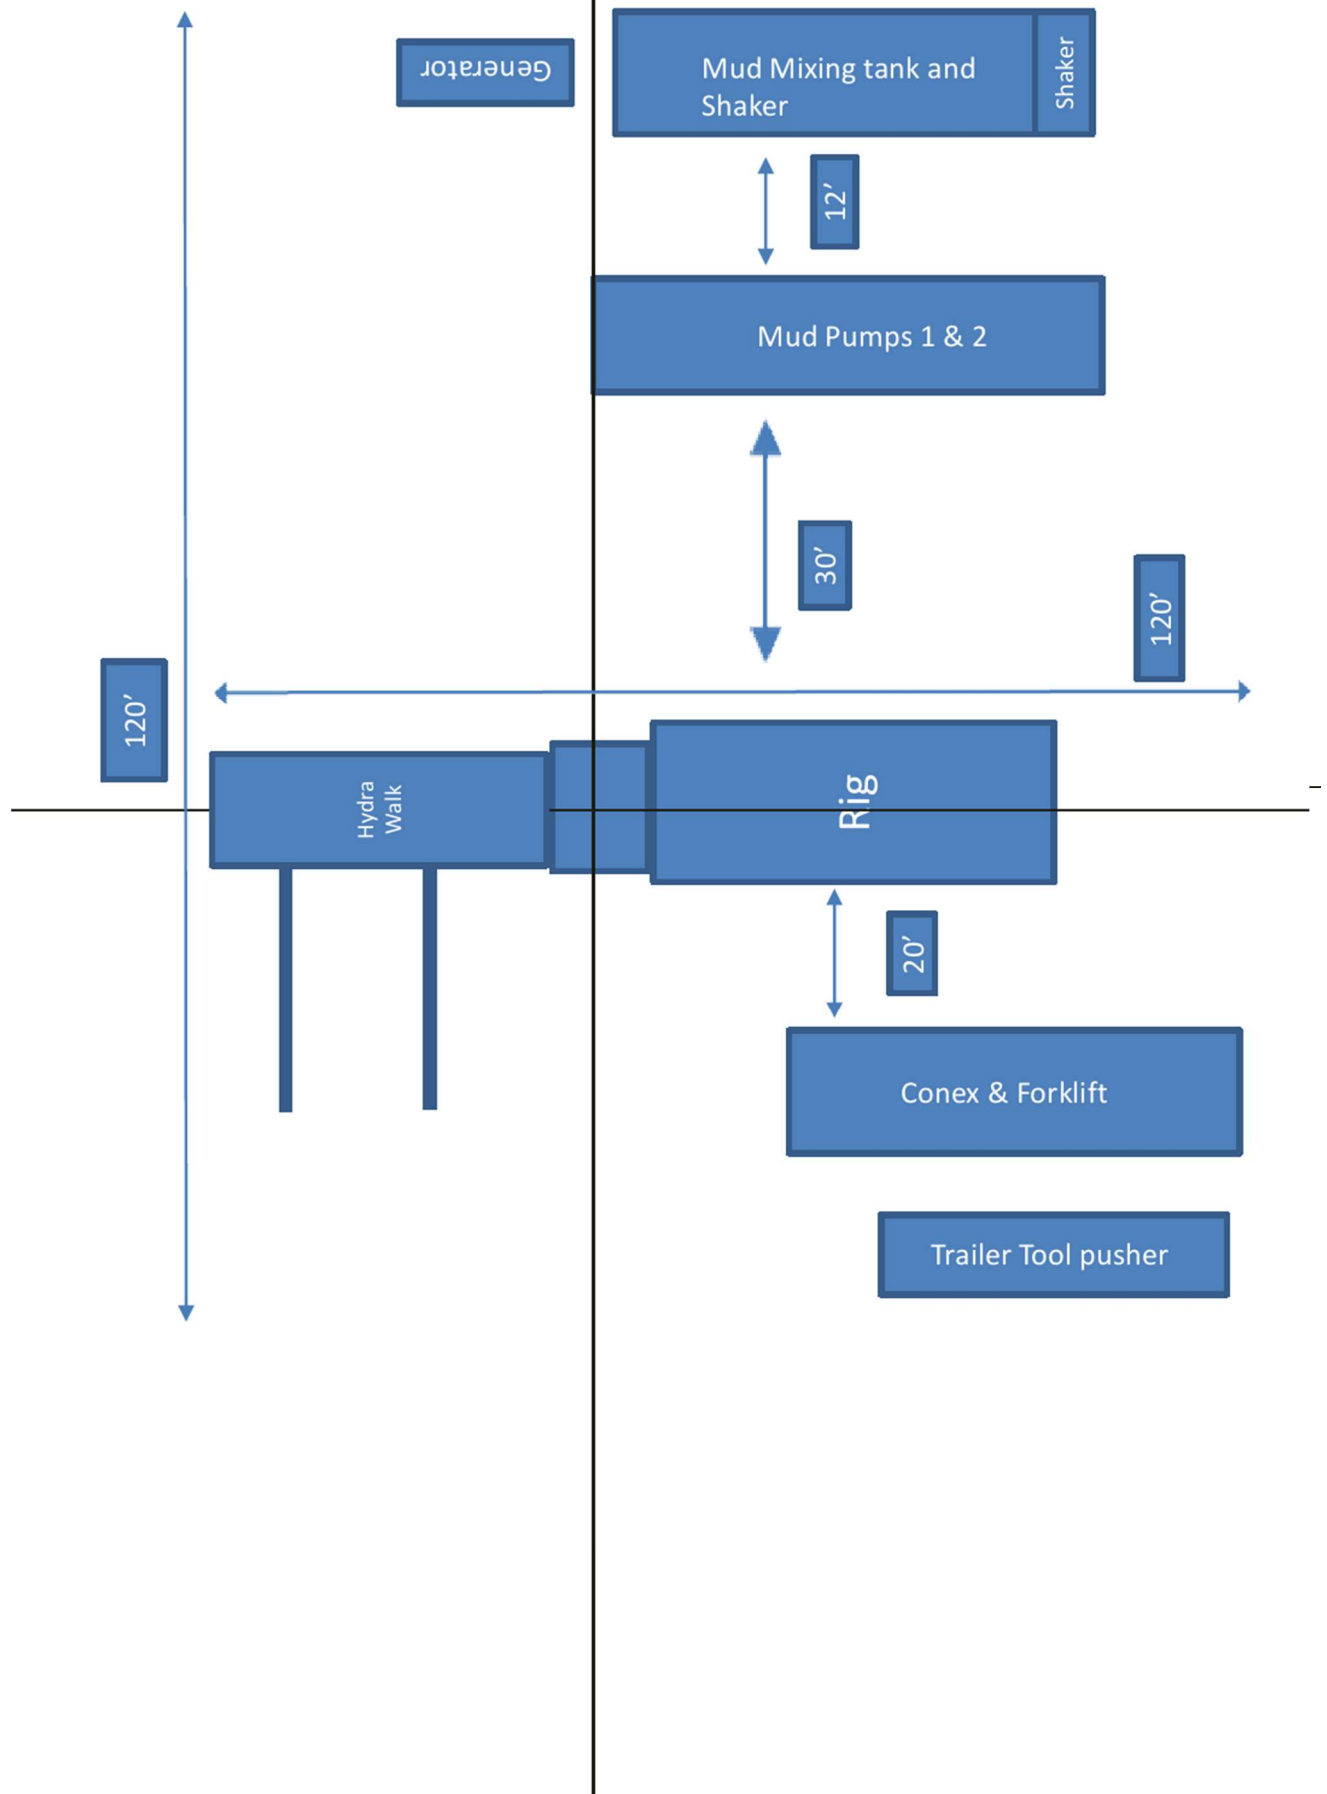 Generator
Mud Mixing tank and
Shaker
Shaker
12’
Mud Pumps 1 & 2
30’
120’
120’
Hydra
Walk
Rig
20’
Conex & Forklift
Trailer Tool pusher